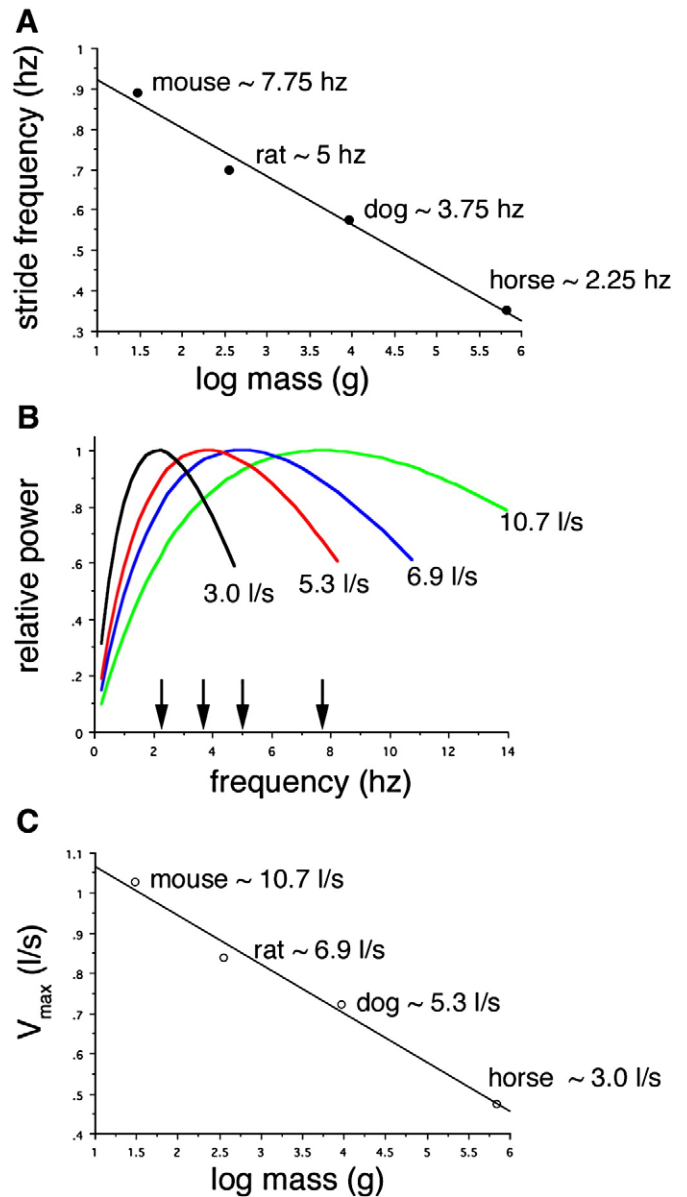 A
stride frequency (hz)
1
.9
.8
.7
.6
.5
.4
.3
mouse ~ 7.75 hz
rat ~ 5 hz
dog ~ 3.75 hz
horse ~ 2.25 hz
1 1.5 2 2.5 3 3.5 4 4.5 5 5.5 6
log mass (g)
B
relative power
1
.8
.6
.4
.2
0
10.7 l/s
6.9 l/s
5.3 l/s
3.0 l/s
0 2 4 6 8 10 12 14
frequency (hz)
C
Vmax (l/s)
1.1
1
.9
.8
.7
.6
.5
.4
mouse ~ 10.7 l/s
rat ~ 6.9 l/s
dog ~ 5.3 l/s
horse ~ 3.0 l/s
1 1.5 2 2.5 3 3.5 4 4.5 5 5.5 6
log mass (g)